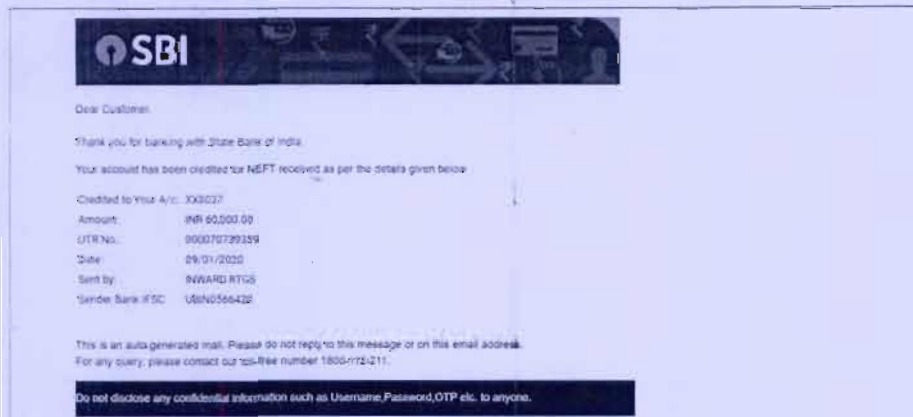 SBI
Dear Customer,
Thank you for banking with State Bank of India.
Your account has been credited for NEFT received as per the details given below
Credited to Your A/c: XX8037
Amount: INR 60,000.00
UTR No.: 000070739359
Date: 09/01/2020
Sent by: INWARD RTGS
Sender Bank IFSC
This is an auto generated mail. Please do not reply to this message or on this email address.
For any query, please contact our toll-free number
Do not disclose any confidential information such as Username,Password,OTP etc. to anyone.